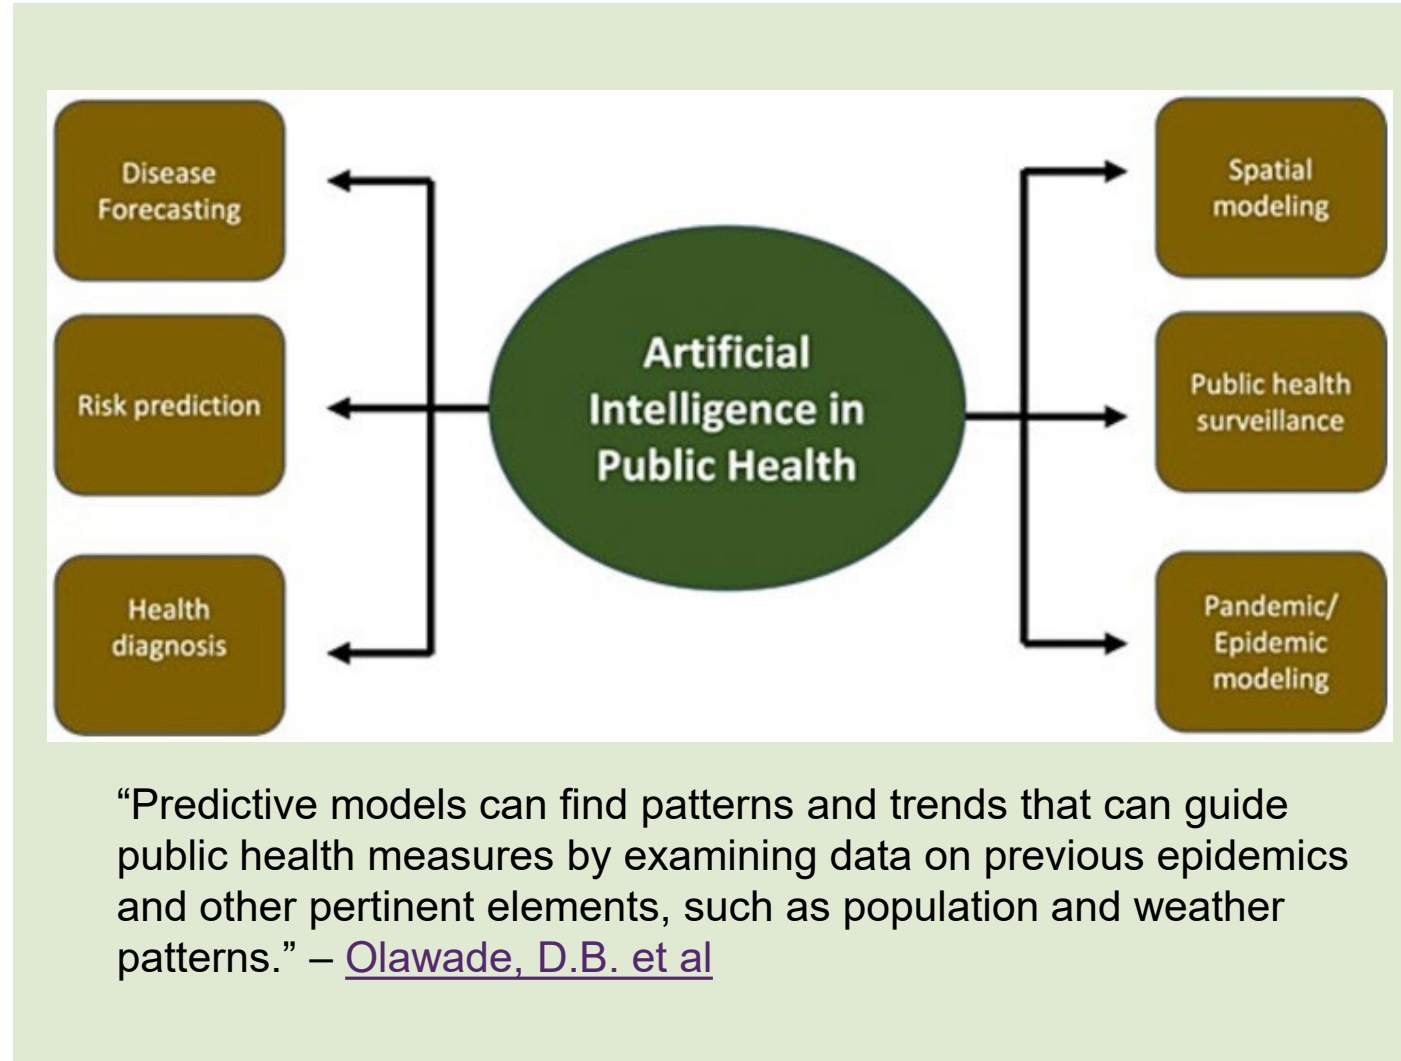 Disease
Forecasting
Risk prediction
Health
diagnosis
Artificial
Intelligence in
Public Health
Spatial
modeling
Public health
surveillance
Pandemic/
Epidemic
modeling
“Predictive models can find patterns and trends that can guide
public health measures by examining data on previous epidemics
and other pertinent elements, such as population and weather
patterns.” – Olawade, D.B. et al